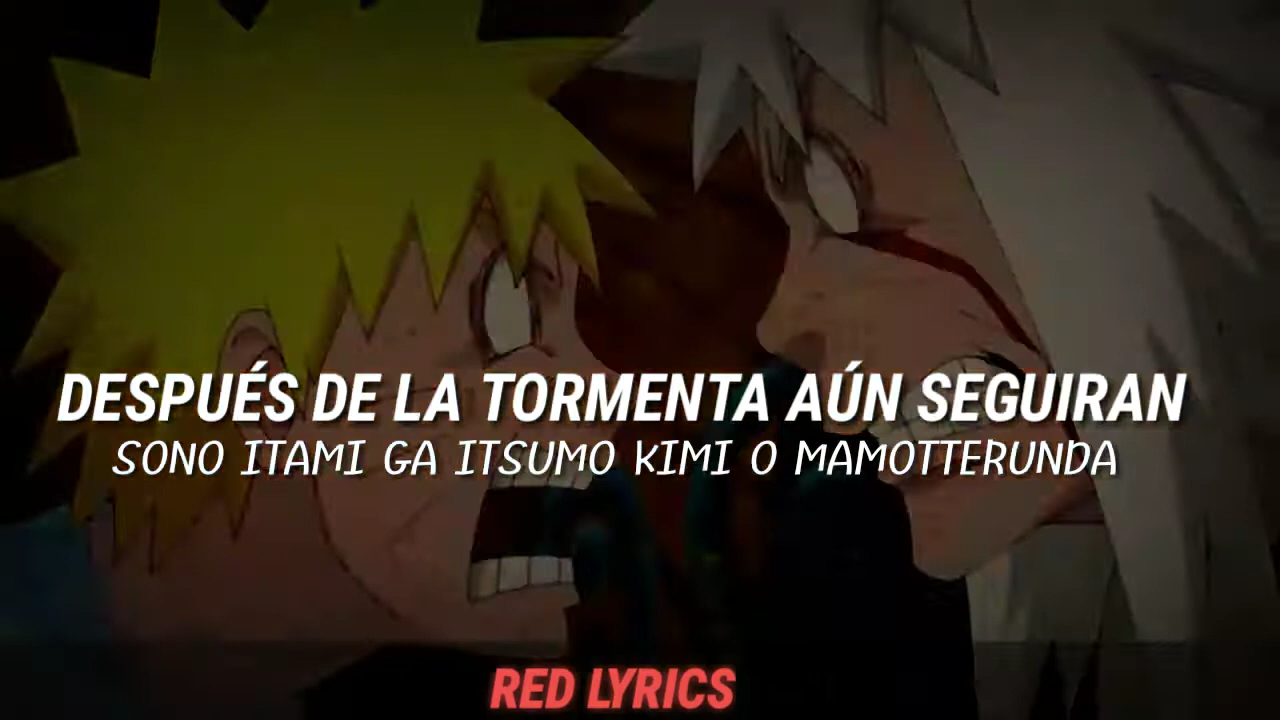 DESPUÉS DE LA TORMENTA AÚN SEGUIRAN
SONO ITAMI GA ITSUMO KIMI O MAMOTTERUNDA
RED LYRICS